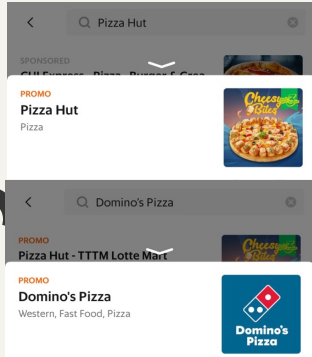 Pizza Hut
SPONSORED
PROMO
Pizza Hut
Pizza
Cheesy
Bites
Domino's Pizza
PROMO
Pizza Hut - TTTM Lotte Mart
Cheesy
PROMO
Domino's Pizza
Western, Fast Food, Pizza
Domino's
Pizza